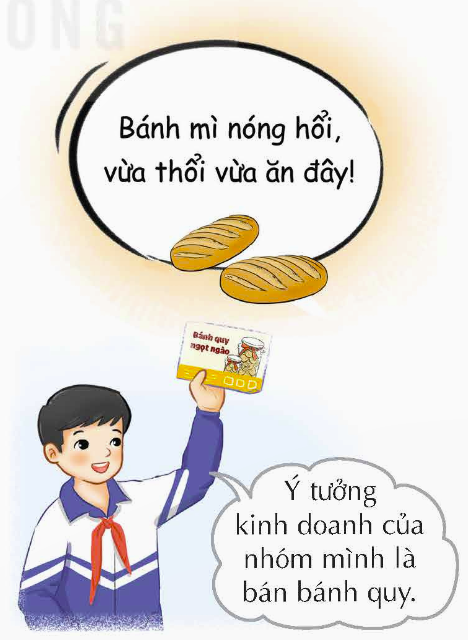 ONG
Bánh mì nóng hổi,
vừa thổi vừa ăn đây!
Bánh quy
ngọt ngào
Ý tưởng
kinh doanh của
nhóm mình là
bán bánh quy.